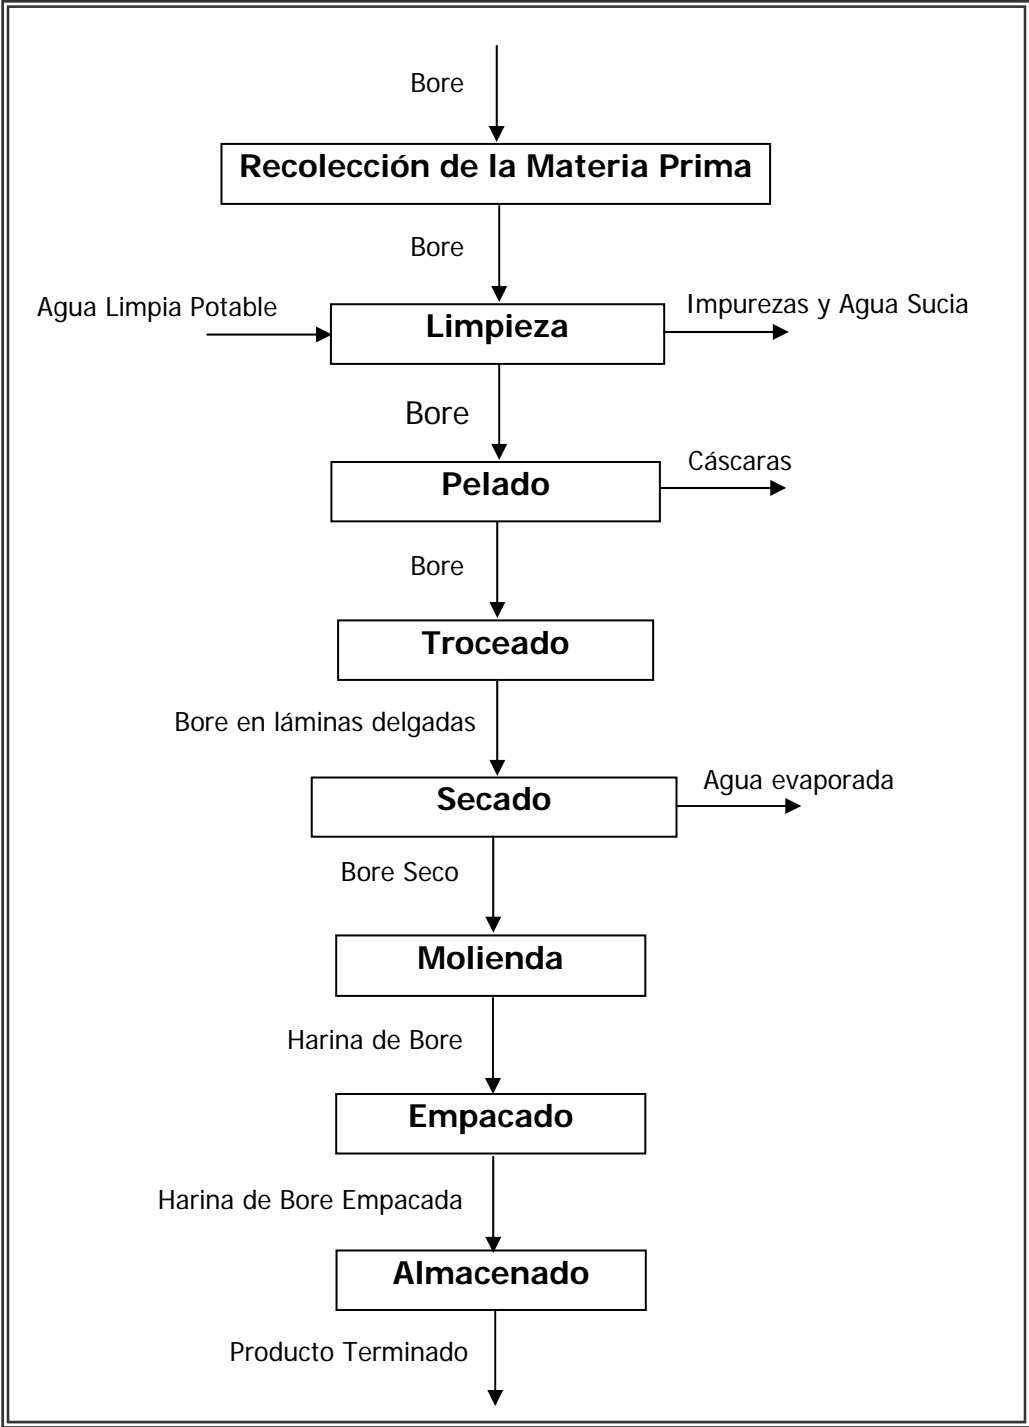 Bore
Recolección de la Materia Prima
Bore
Agua Limpia Potable
Limpieza
Impurezas y Agua Sucia
Bore
Pelado
Cáscaras
Bore
Troceado
Bore en láminas delgadas
Secado
Agua evaporada
Bore Seco
Molienda
Harina de Bore
Empacado
Harina de Bore Empacada
Almacenado
Producto Terminado